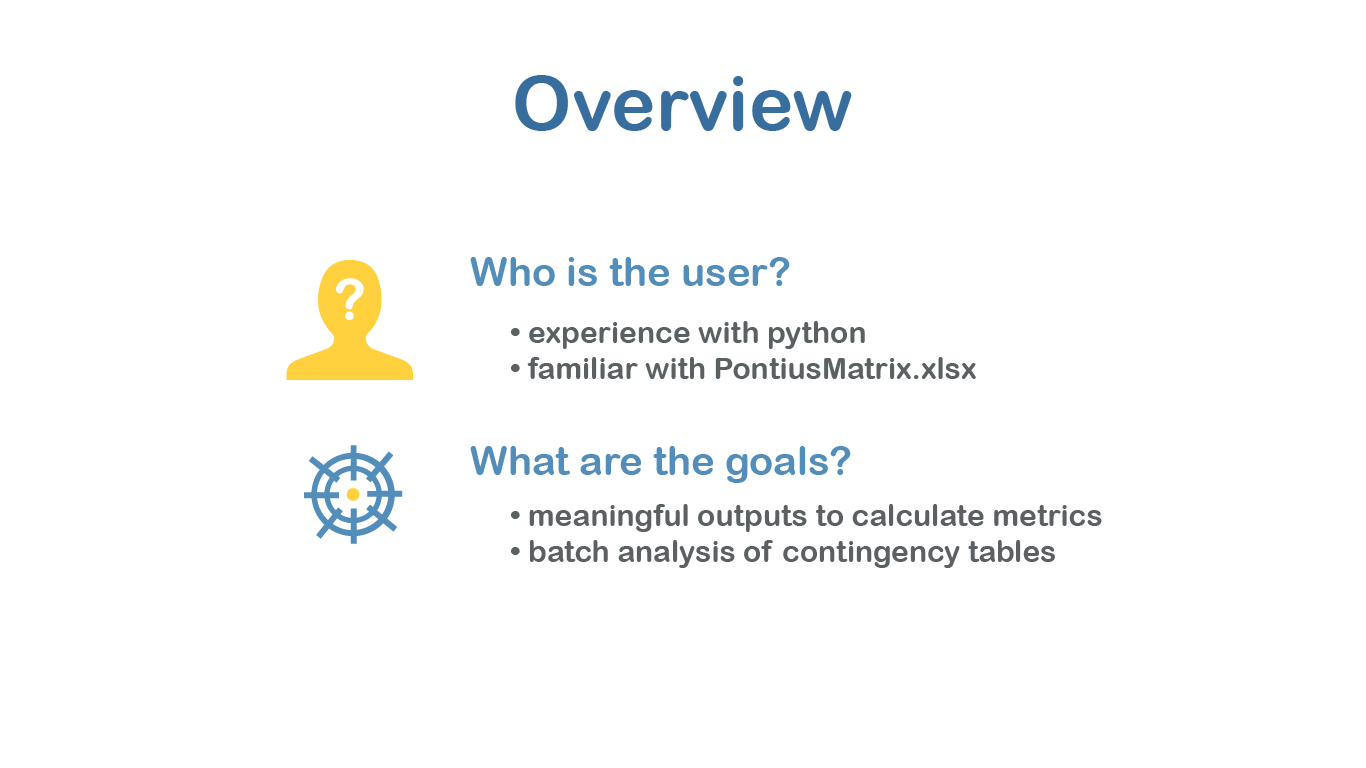 Overview
?
Who is the user?
• experience with python
• familiar with PontiusMatrix.xlsx
What are the goals?
• meaningful outputs to calculate metrics
• batch analysis of contingency tables